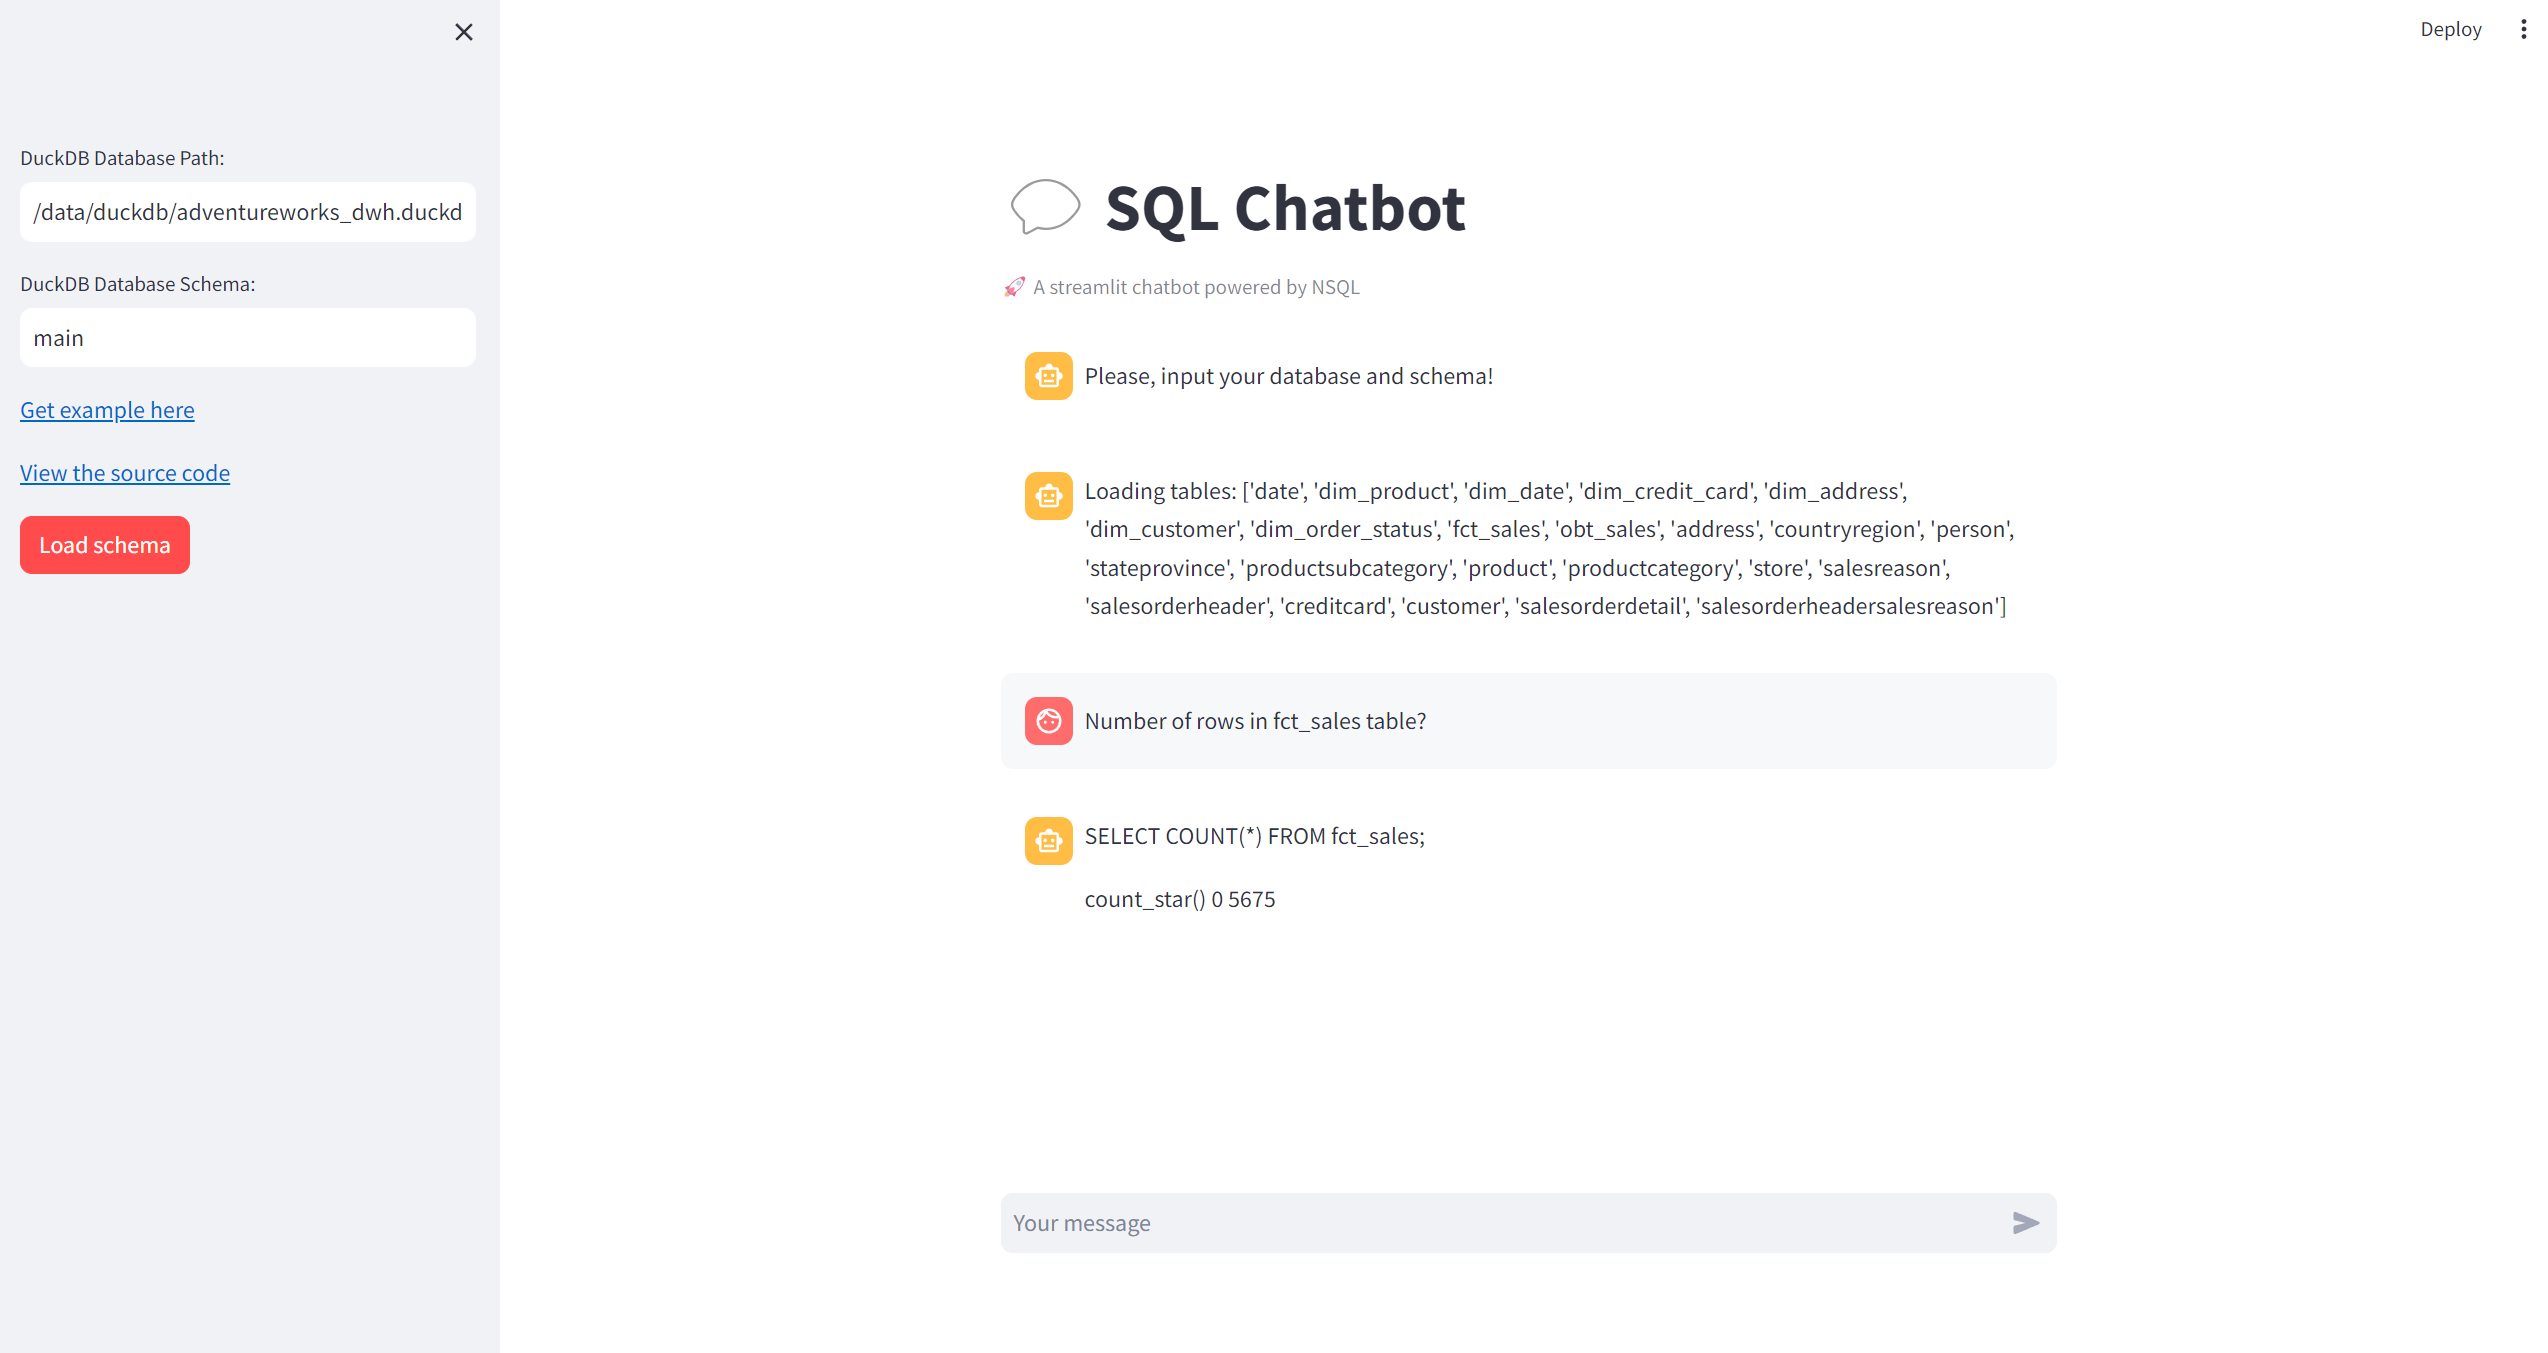 Deploy
DuckDB Database Path:
/data/duckdb/adventureworks_dwh.duckd
DuckDB Database Schema:
main
Get example here
View the source code
Load schema
SQL Chatbot
A streamlit chatbot powered by NSQL
Please, input your database and schema!
Loading tables: ['date', 'dim_product', 'dim_date', 'dim_credit_card', 'dim_address',
'dim_customer', 'dim_order_status', 'fct_sales', 'obt_sales', 'address', 'countryregion', 'person',
'stateprovince', 'productsubcategory', 'product', 'productcategory', 'store', 'salesreason',
'salesorderheader', 'creditcard', 'customer', 'salesorderdetail', 'salesorderheadersalesreason']
Number of rows in fct_sales table?
SELECT COUNT(*) FROM fct_sales;
count_star() 0 5675
Your message